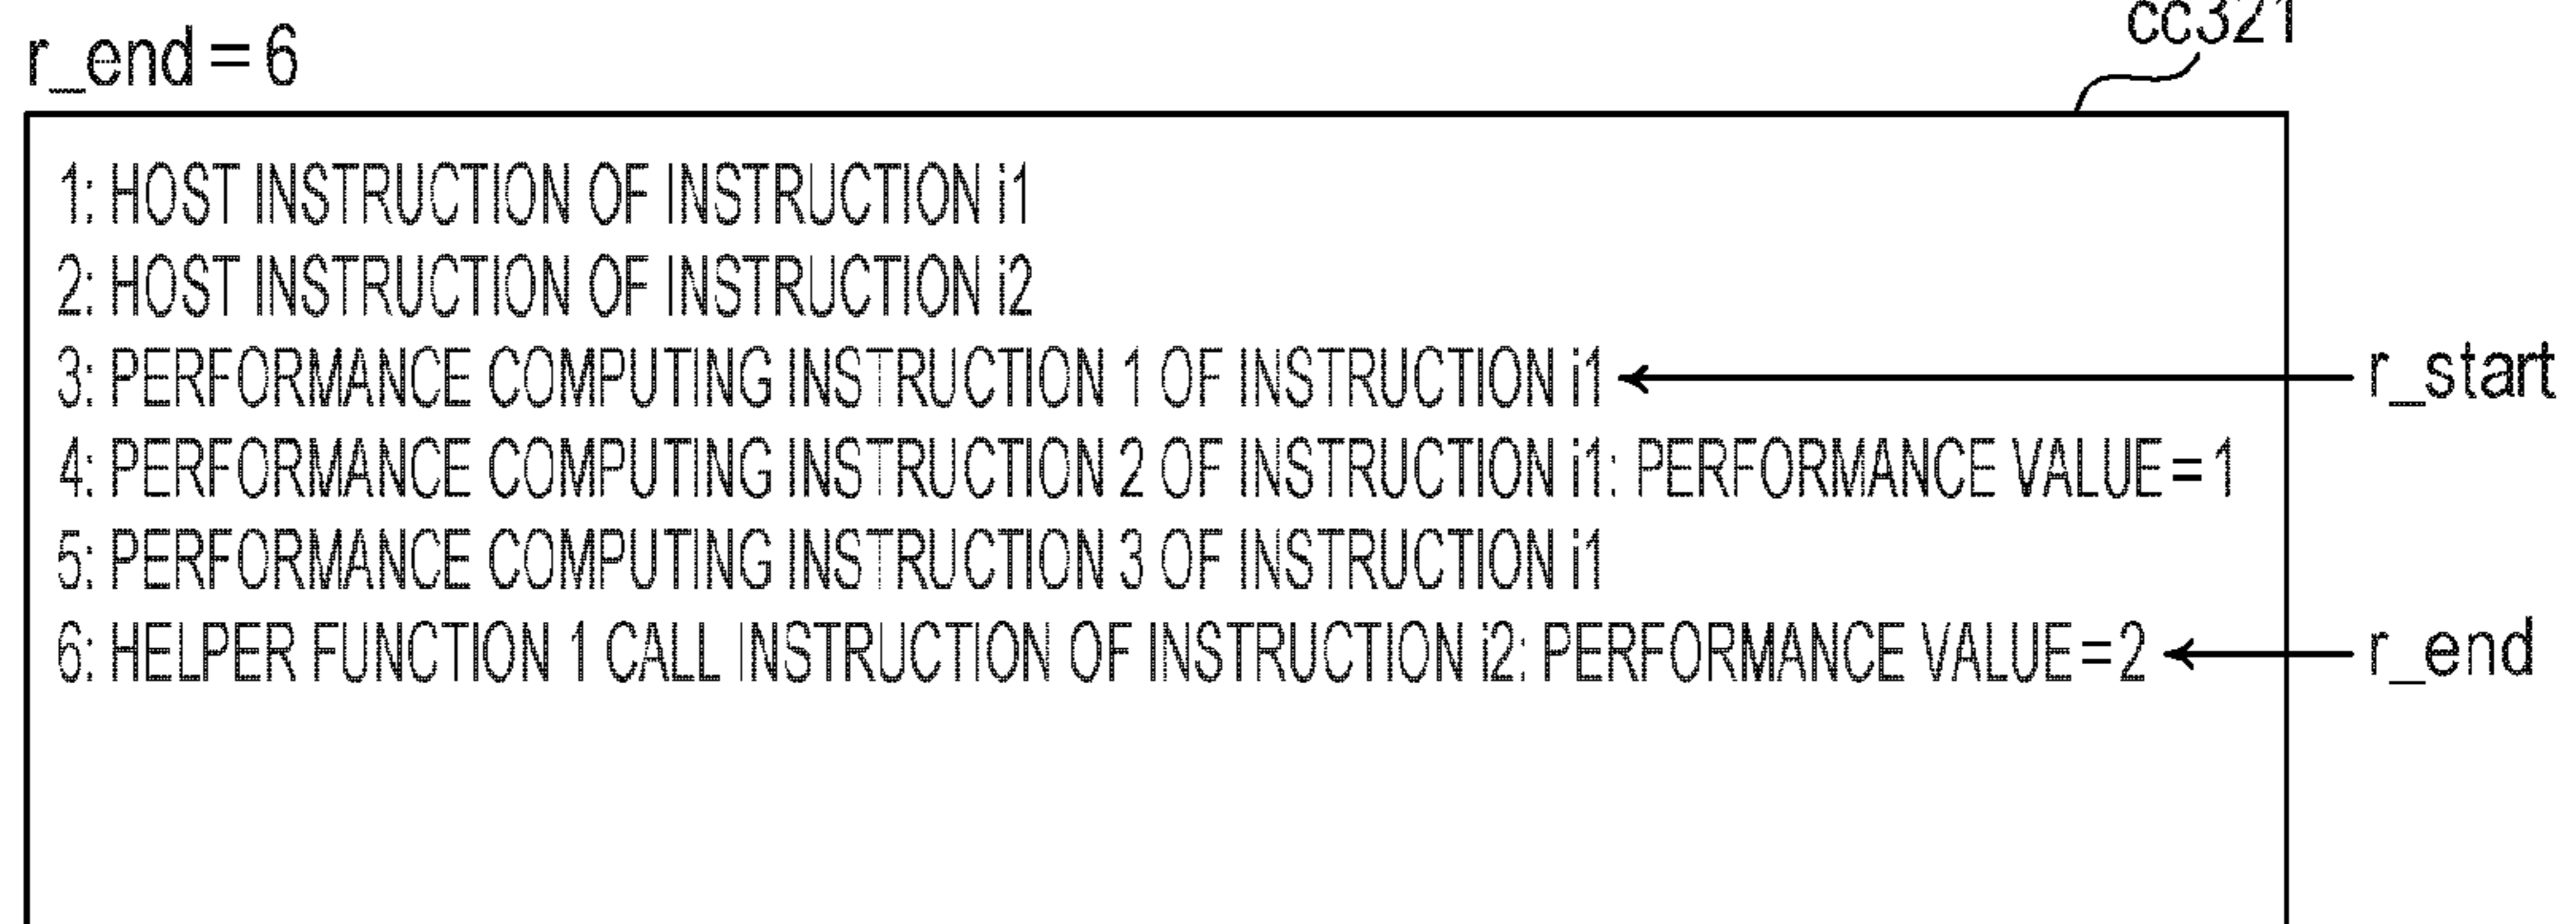 cc321
r_end = 6
1: HOST INSTRUCTION OF INSTRUCTION i1
2: HOST INSTRUCTION OF INSTRUCTION i2
3: PERFORMANCE COMPUTING INSTRUCTION 1 OF INSTRUCTION i1
r_start
4: PERFORMANCE COMPUTING INSTRUCTION 2 OF INSTRUCTION i1: PERFORMANCE VALUE = 1
5: PERFORMANCE COMPUTING INSTRUCTION 3 OF INSTRUCTION i1
6: HELPER FUNCTION 1 CALL INSTRUCTION OF INSTRUCTION i2: PERFORMANCE VALUE = 2
r_end